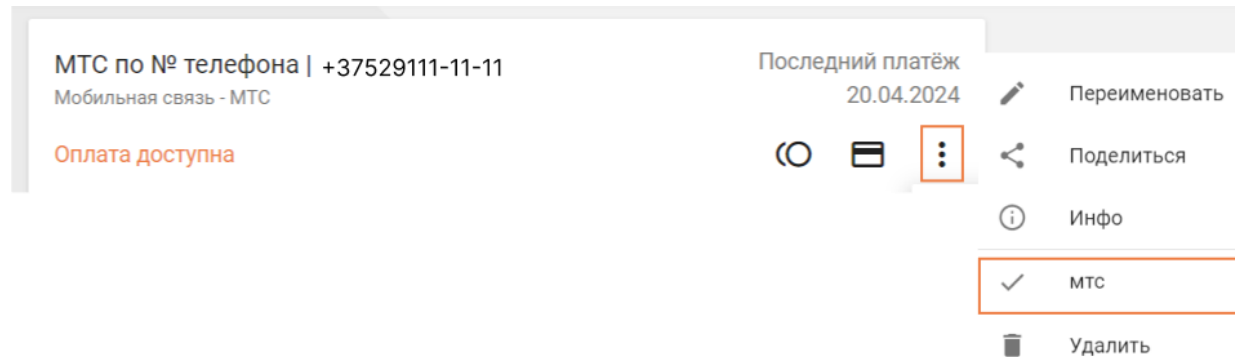 МТС по № телефона | +37529111-11-11
Мобильная связь - МТС
Последний платёж
20.04.2024
Оплата доступна
Переименовать
Поделиться
Инфо
мтс
Удалить